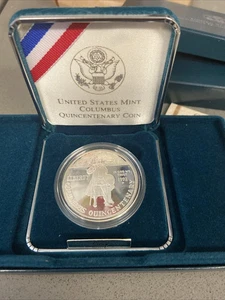 UNITED STATES MINT
COLUMBUS
QUINCENTENARY COIN
QUINCENTENARY